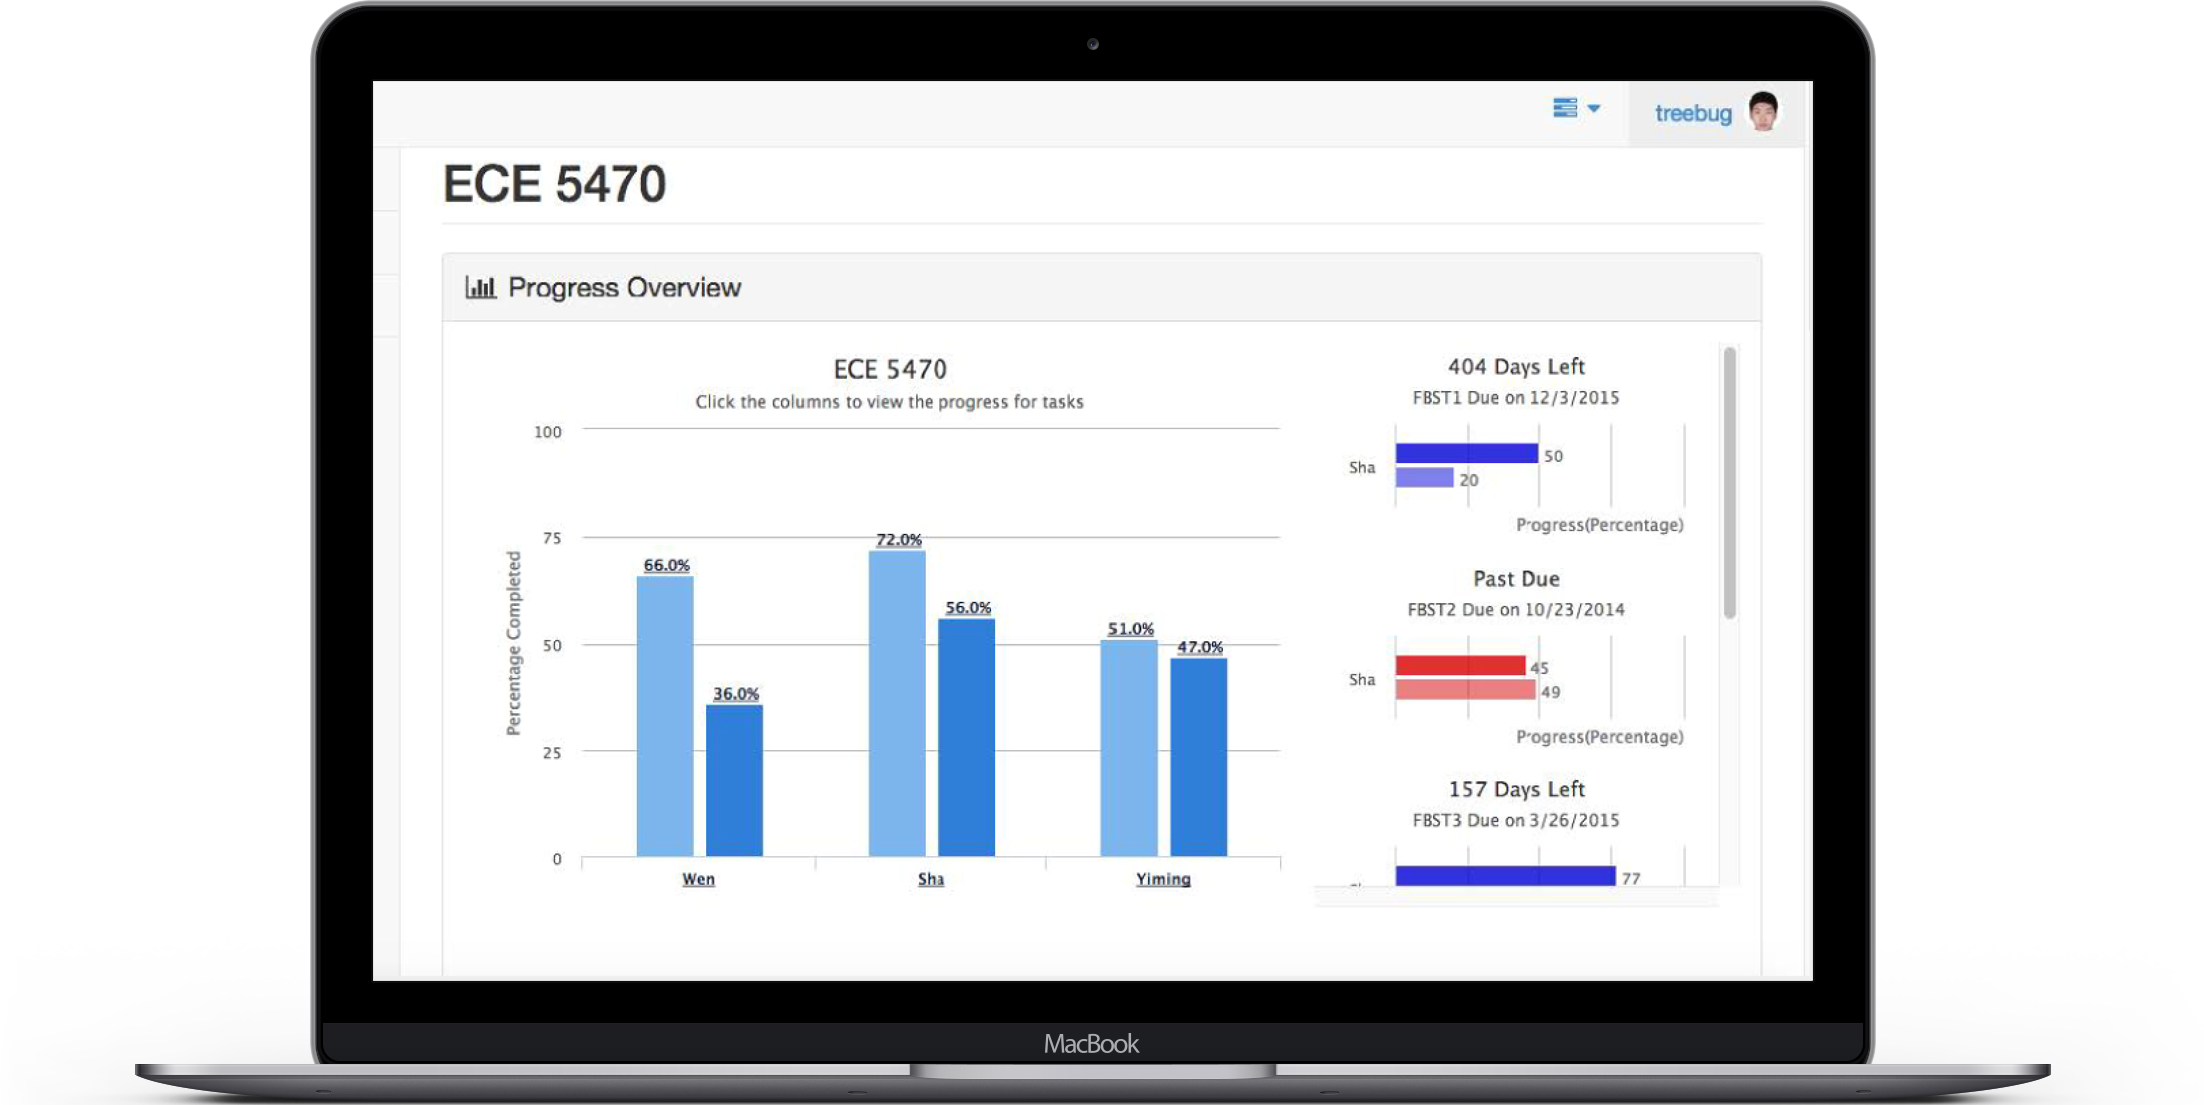 treebug
ECE 5470
Progress Overview
ECE 5470
Click the columns to view the progress for tasks
Percentage Completed
100
75
50
25
0
66.0%
36.0%
72.0%
56.0%
51.0%
47.0%
Wen
Sha
Yiming
404 Days Left
FBST1 Due on 12/3/2015
Sha
50
20
Progress(Percentage)
Past Due
FBST2 Due on 10/23/2014
Sha
45
49
Progress(Percentage)
157 Days Left
FBST3 Due on 3/26/2015
77
MacBook